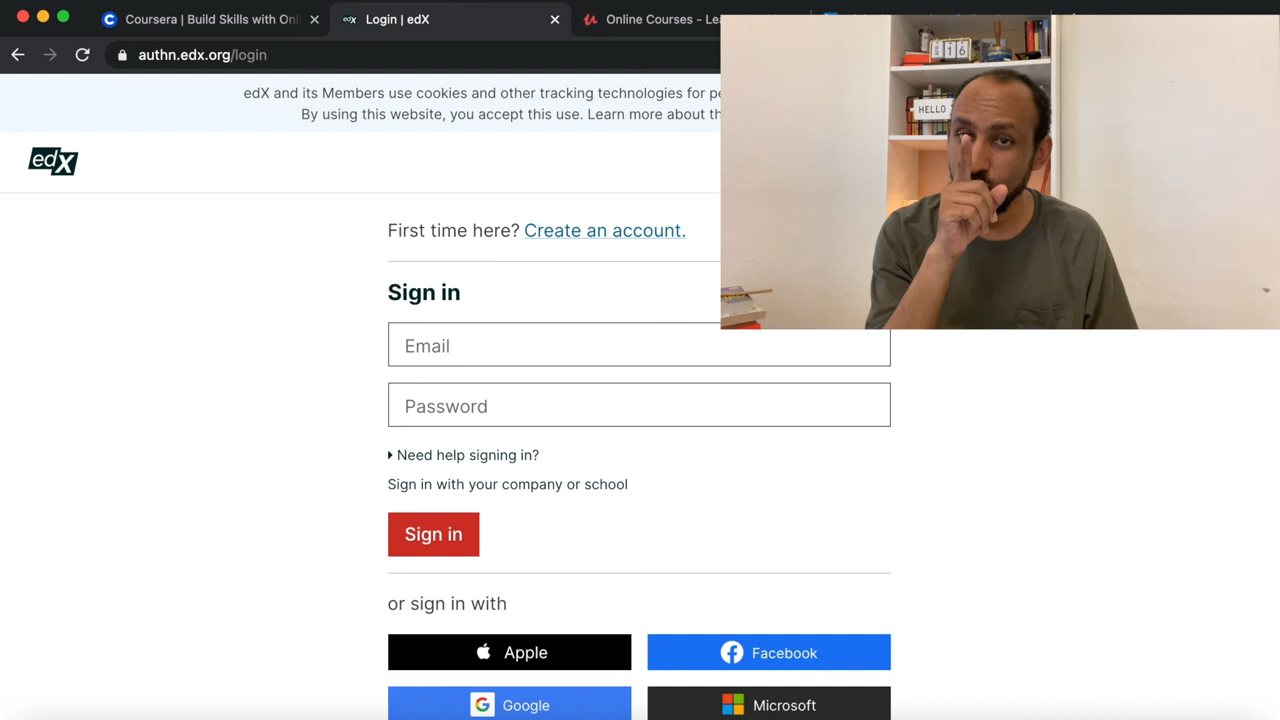 Coursera | Build Skills with Onl
Login | edX
Online Courses - Lea
authn.edx.org/login
edX and its Members use cookies and other tracking technologies for pe
By using this website, you accept this use. Learn more about th
edX
First time here? Create an account.
Sign in
Email
Password
Need help signing in?
Sign in with your company or school
Sign in
or sign in with
Apple
Facebook
Google
Microsoft
16
HELLO